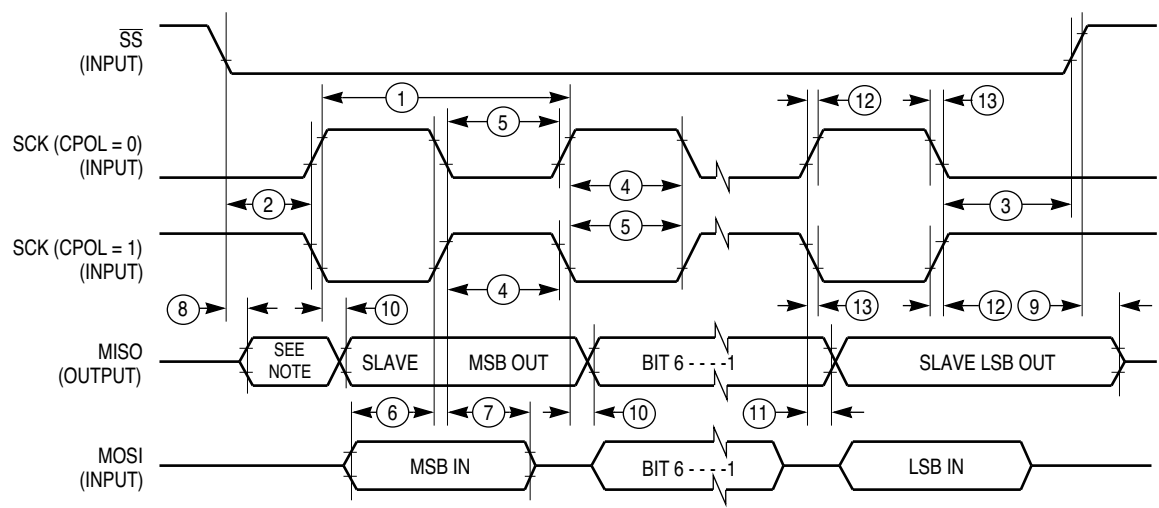 SS
(INPUT)
1
12
13
5
SCK (CPOL = 0)
(INPUT)
4
2
3
5
SCK (CPOL = 1)
(INPUT)
4
8
10
13
12
9
MISO
(OUTPUT)
SEE
NOTE
SLAVE
MSB OUT
BIT 6 - - - - 1
SLAVE LSB OUT
6
7
10
11
MOSI
(INPUT)
MSB IN
BIT 6 - - - - 1
LSB IN